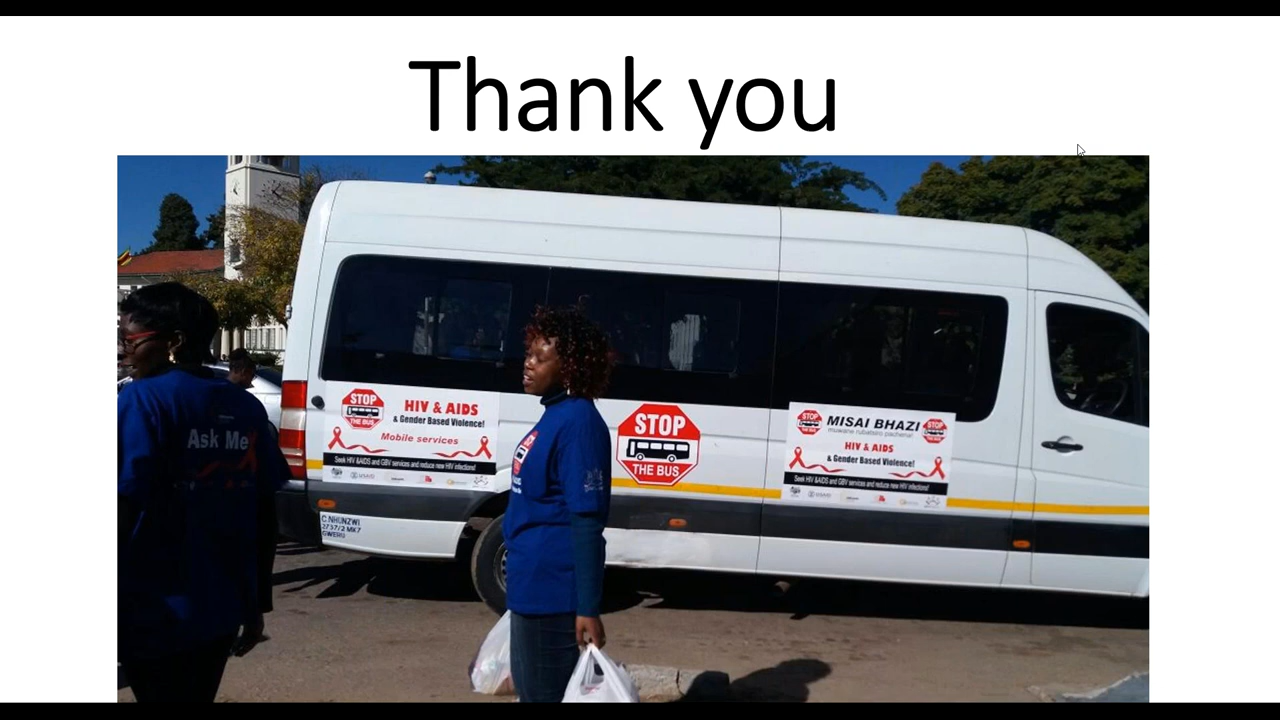 Thank you
Ask Me
STOP
THE BUS
HIV & AIDS
& Gender Based Violence!
Mobile services
Seek HIV &AIDS and GBV services and reduce new HIV infections!
USAID
C.NHUNZWI
2737/2 MK7
GWERU
STOP
THE BUS
STOP
THE BUS
MISAI BHAZI
STOP
THE BUS
HIV & AIDS
& Gender Based Violence!
Seek HIV &AIDS and GBV services and reduce new HIV infections!
USAID